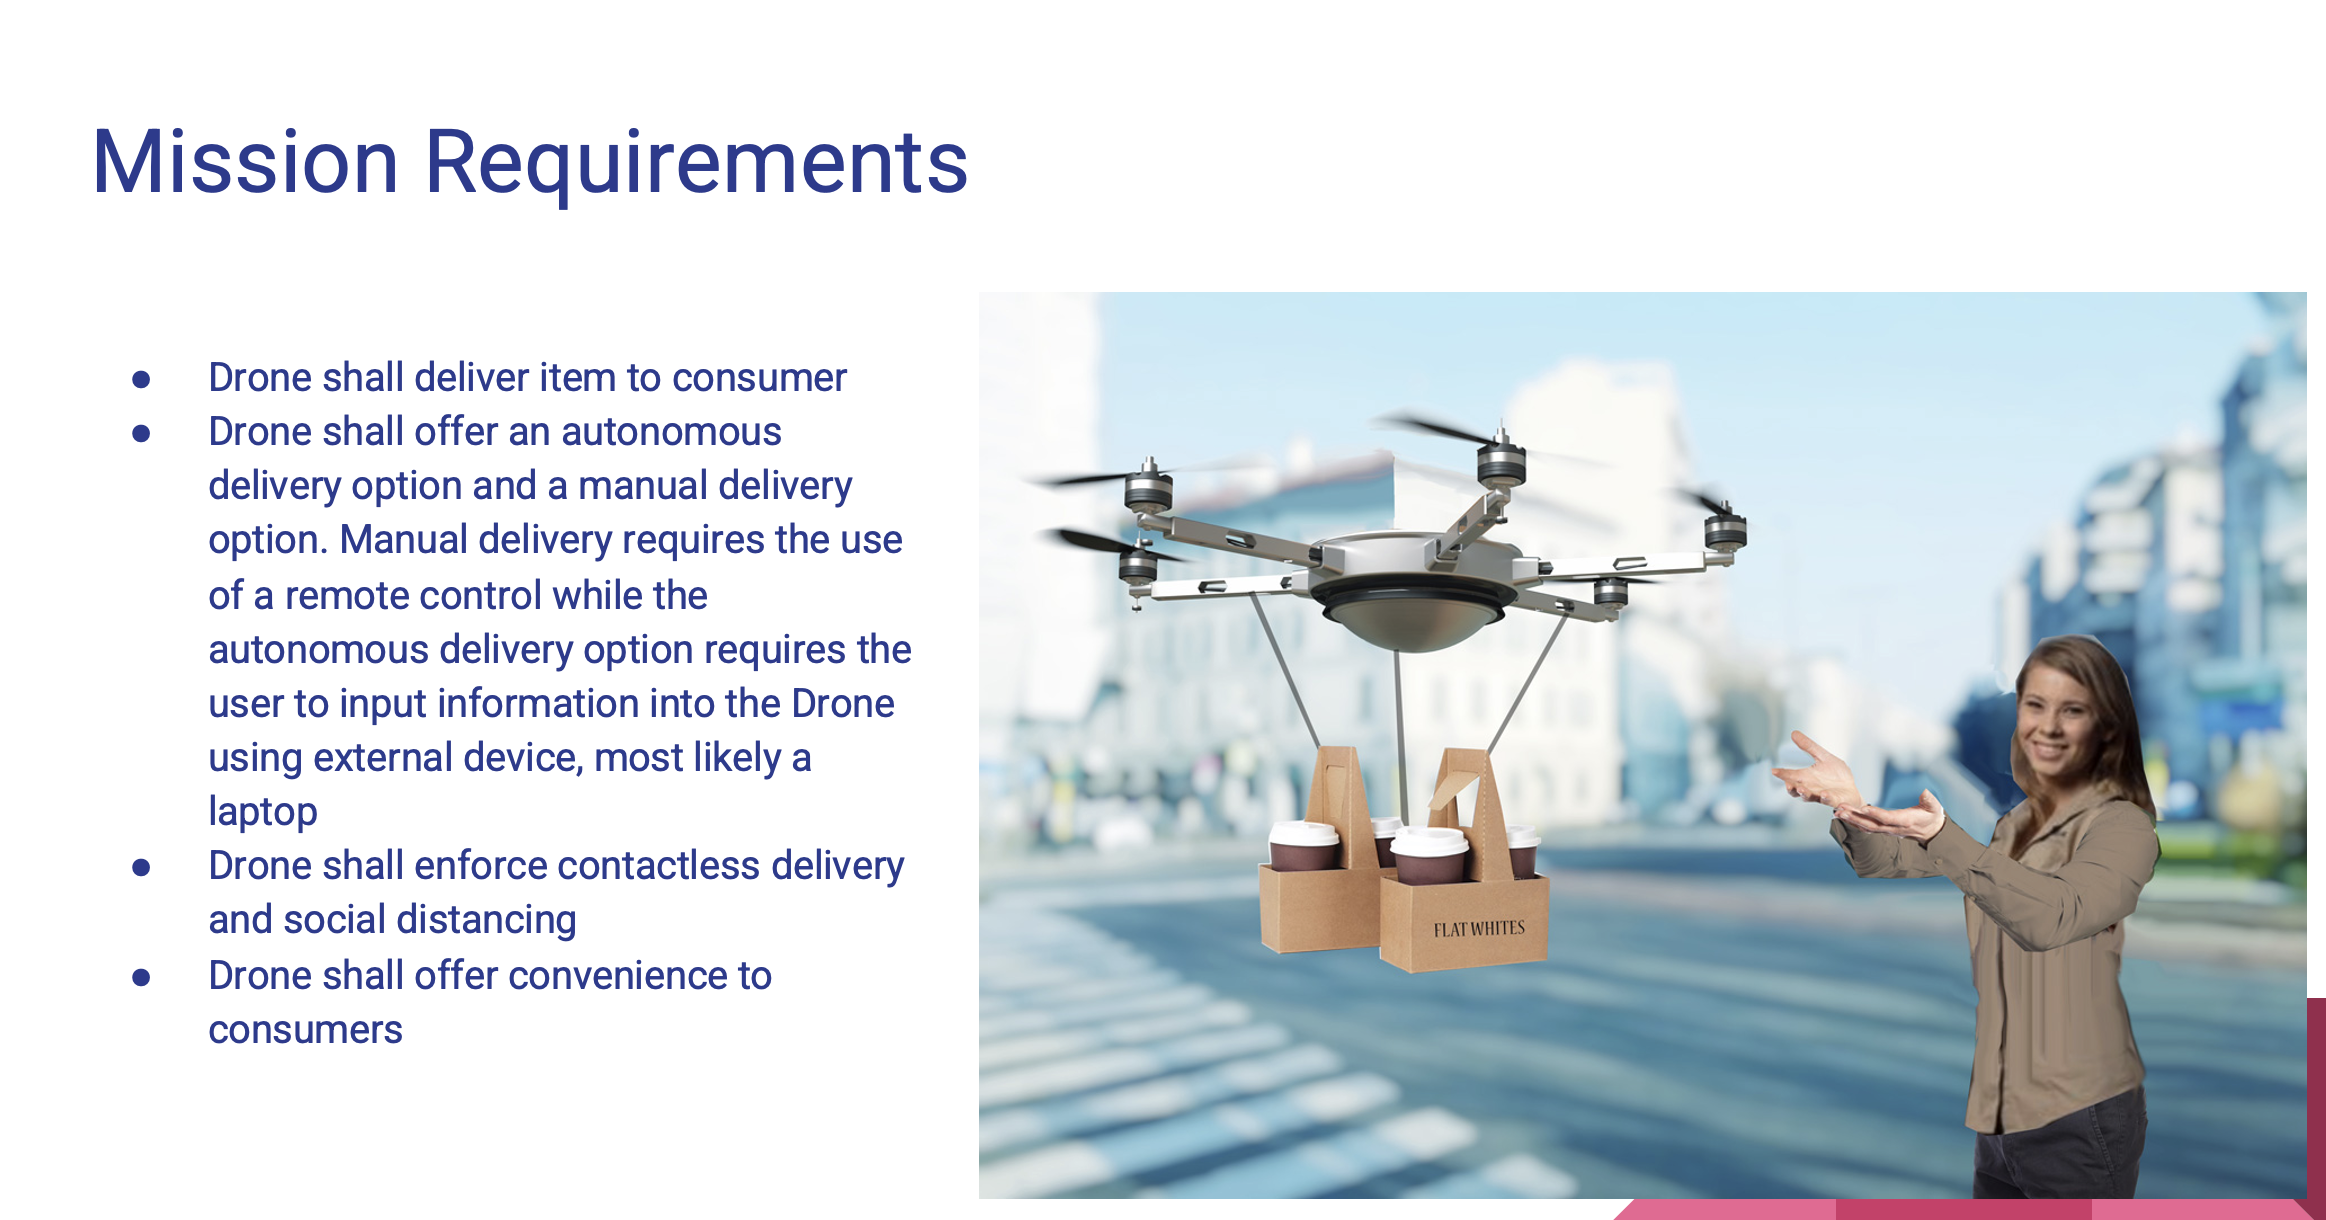 Mission Requirements
● Drone shall deliver item to consumer
● Drone shall offer an autonomous
delivery option and a manual delivery
option. Manual delivery requires the use
of a remote control while the
autonomous delivery option requires the
user to input information into the Drone
using external device, most likely a
laptop
● Drone shall enforce contactless delivery
and social distancing
● Drone shall offer convenience to
consumers
FLAT WHITES